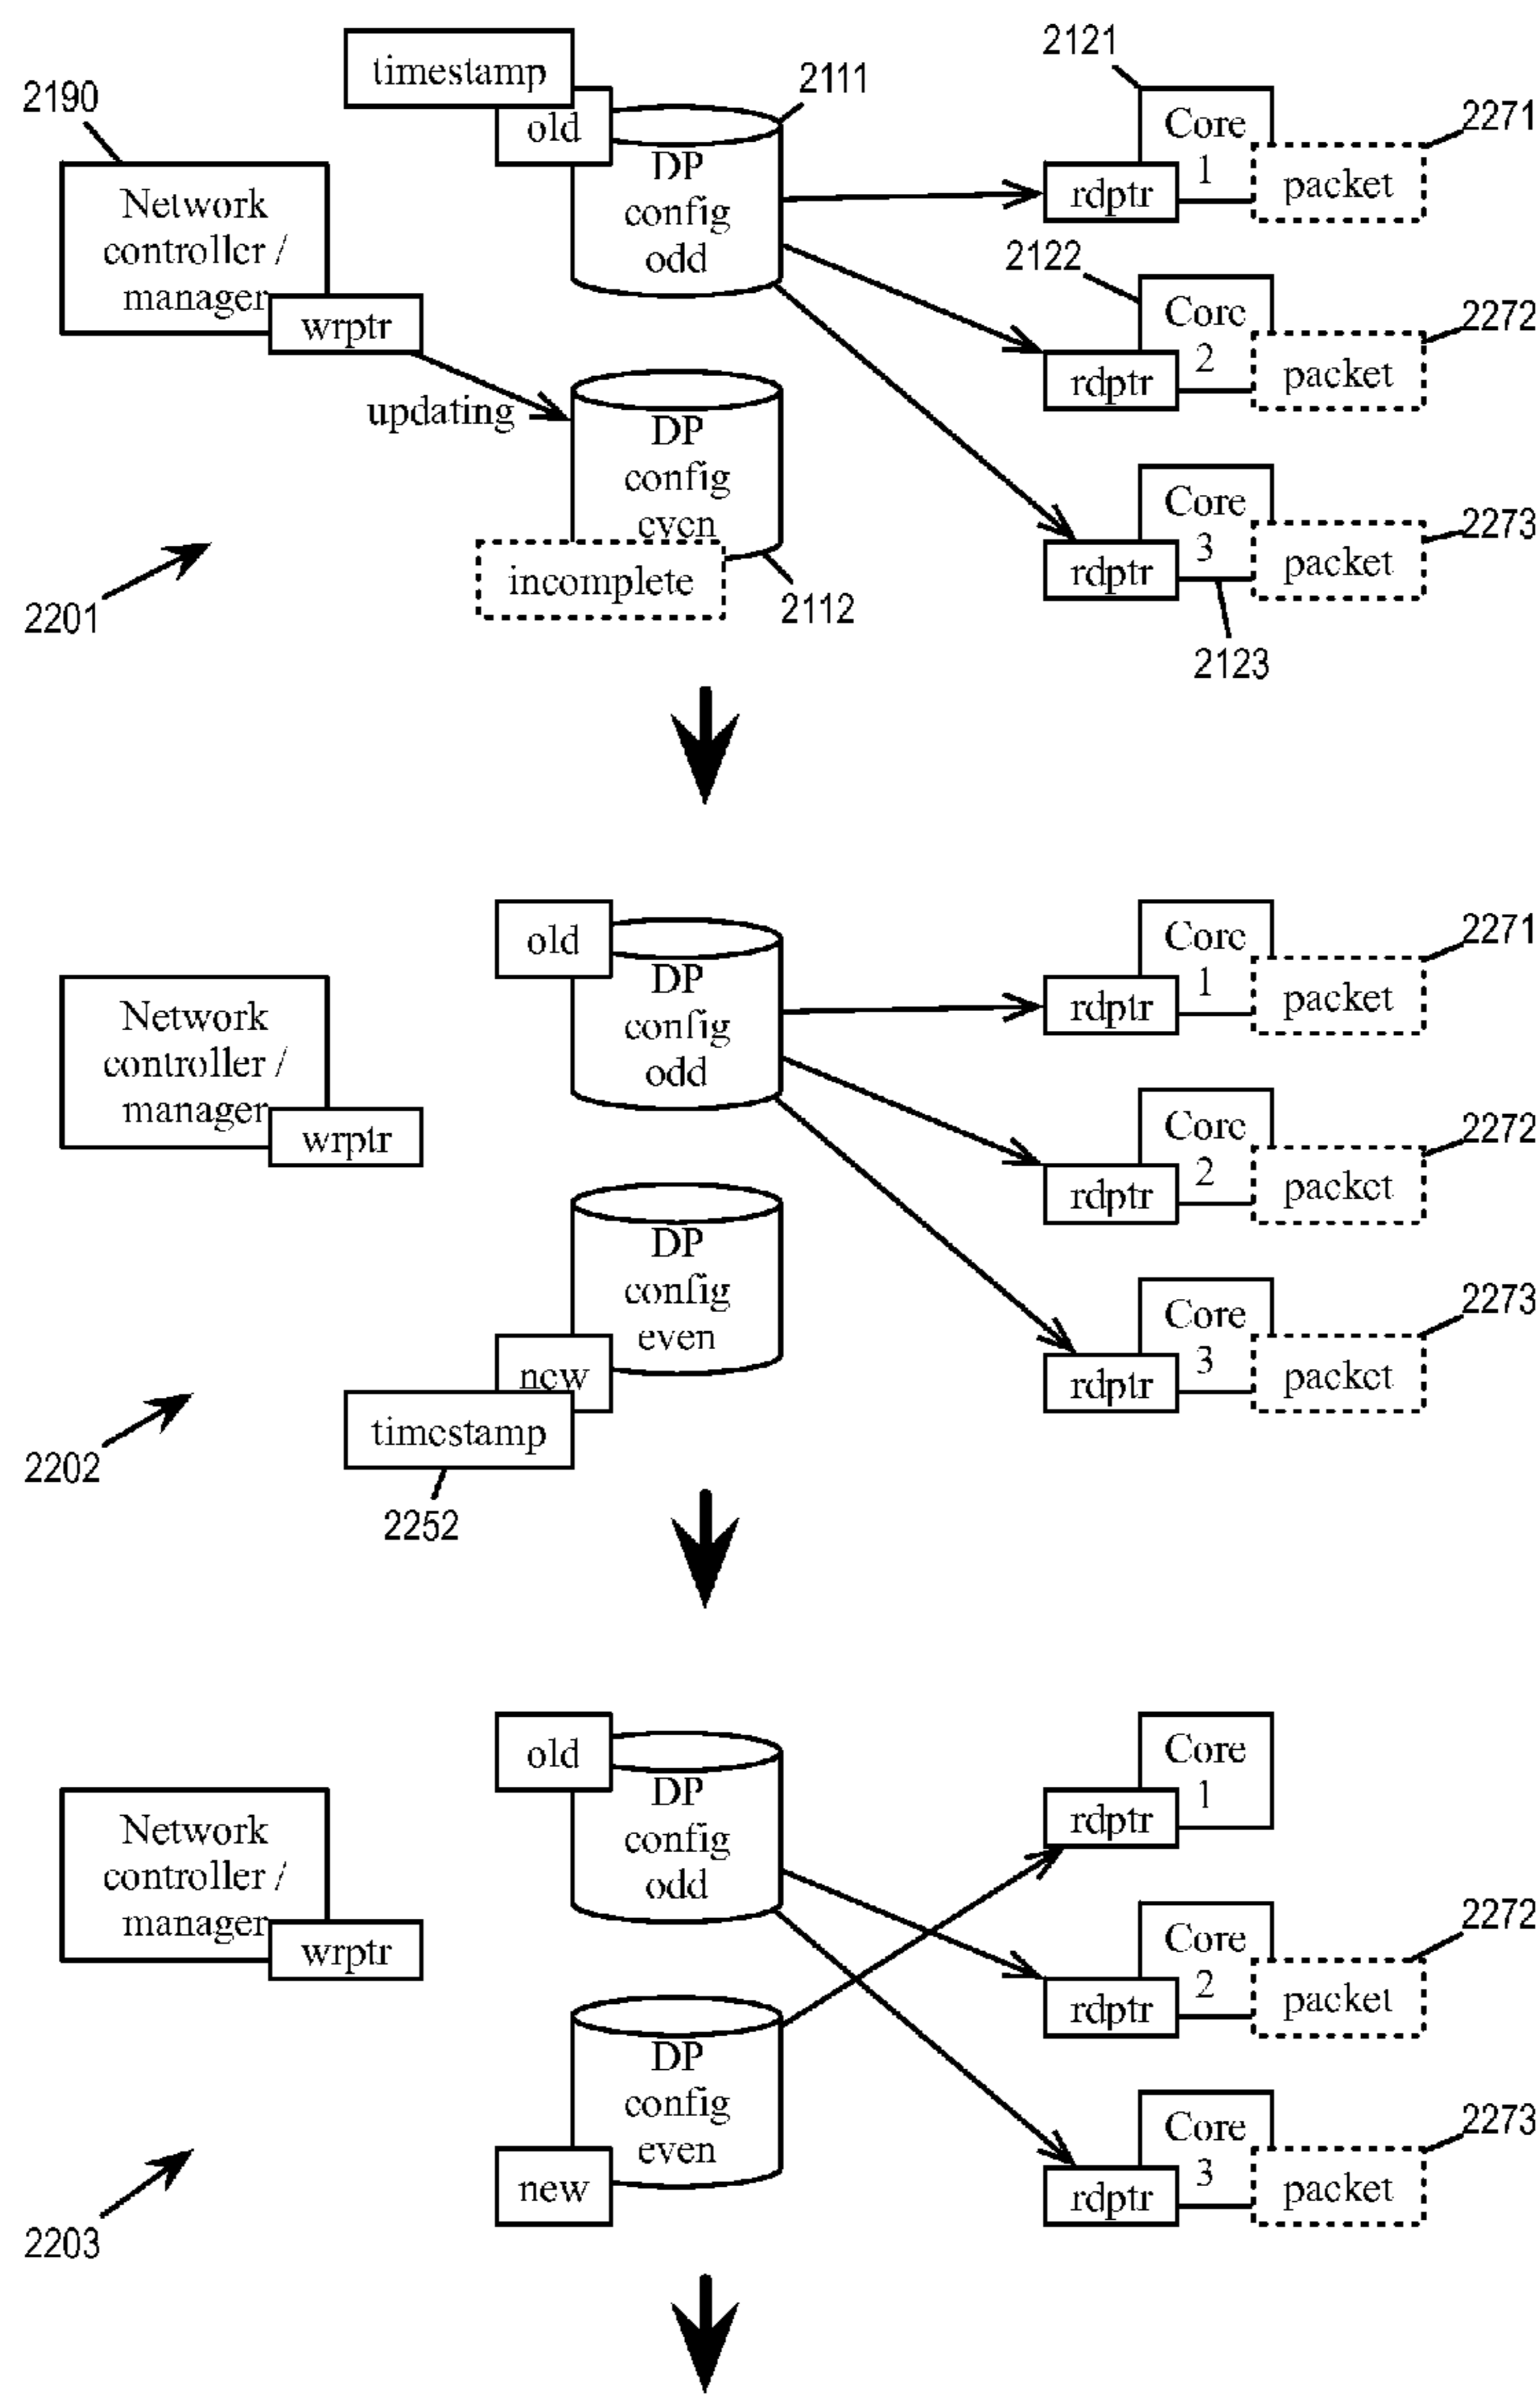 2121
timestamp
2111
2190
old
Core
2271
DP
1
packet
Network
rdptr
config
controller /
odd
2122
manager
Core
2272
wrptr
2
packet
rdptr
updating
DP
config
Core
2273
even
3
packet
incomplete
rdptr
2201
2112
2123
old
Core
2271
DP
1
packet
Network
rdptr
config
controller /
odd
manager
Core
2272
wrptr
2
packet
rdptr
DP
config
Core
2273
even
3
packet
new
rdptr
timestamp
2202
2252
old
Core
DP
1
Network
rdptr
config
controller /
odd
manager
Core
2272
wrptr
2
packet
rdptr
DP
config
Core
2273
even
3
packet
new
rdptr
2203